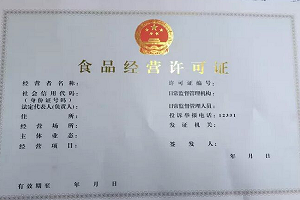 食品经营许可证
经营者名称：
社会信用代码：
（身份证号码）
法定代表人（负责人）：
住所：
经营场所：
主体业态：
经营项目：
许可证编号：
日常监督管理机构：
日常监督管理人员：
投诉举报电话：12331
发证机关：
签发人：
年 月 日
有效期至 年 月 日